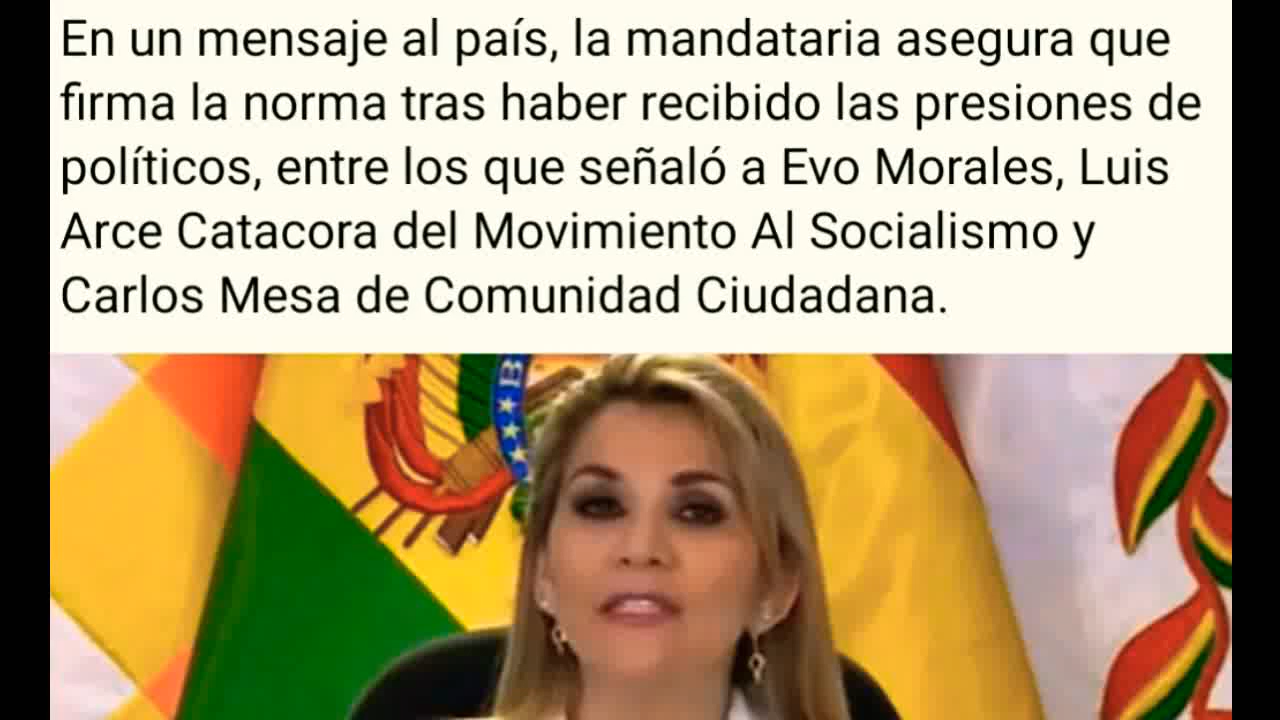 En un mensaje al país, la mandataria asegura que
firma la norma tras haber recibido las presiones de
políticos, entre los que señaló a Evo Morales, Luis
Arce Catacora del Movimiento Al Socialismo y
Carlos Mesa de Comunidad Ciudadana.
B